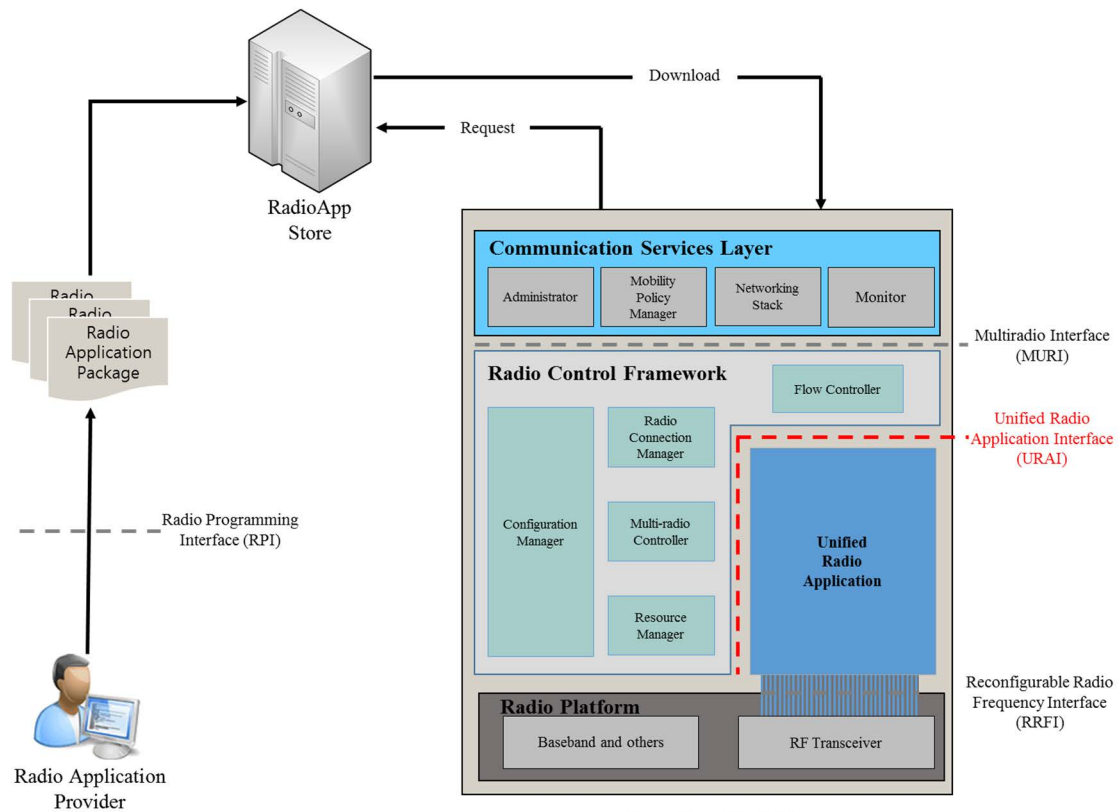 Download
Request
RadioApp
Store
Communication Services Layer
Administrator
Mobility
Policy
Manager
Networking
Stack
Monitor
Multiradio Interface
(MURI)
Radio Control Framework
Flow Controller
Radio
Connection
Manager
Configuration
Manager
Multi-radio
Controller
Resource
Manager
Unified Radio
Application Interface
(URAI)
Unified
Radio
Application
Reconfigurable Radio
Frequency Interface
(RRFI)
Radio Platform
Baseband and others
RF Transceiver
Radio
Radio
Radio
Application
Package
Radio Programming
Interface (RPI)
Radio Application
Provider